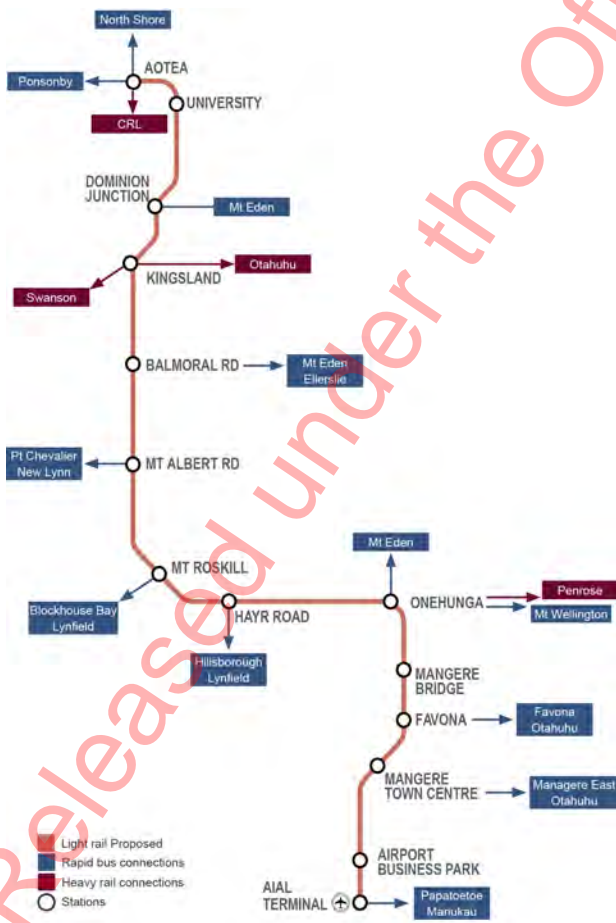 North Shore
AOTEA
Ponsonby
UNIVERSITY
CRL
DOMINION
JUNCTION
Mt Eden
Otahuhu
KINGSLAND
Swanson
BALMORAL RD
Mt Eden
Ellerslie
Pt Chevalier
New Lynn
MT ALBERT RD
MT ROSKILL
Mt Eden
Blockhouse Bay
Lynfield
HAYR ROAD
ONEHUNGA
Penrose
Mt Wellington
Hillsborough
Lynfield
MANGERE
BRIDGE
FAVONA
Favona
Otahuhu
MANGERE
TOWN CENTRE
Managere East
Otahuhu
Light rail Proposed
Rapid bus connections
Heavy rail connections
Stations
AIRPORT
BUSINESS PARK
AIAL
TERMINAL
Papatoetoe
Manukau
Released under the Of